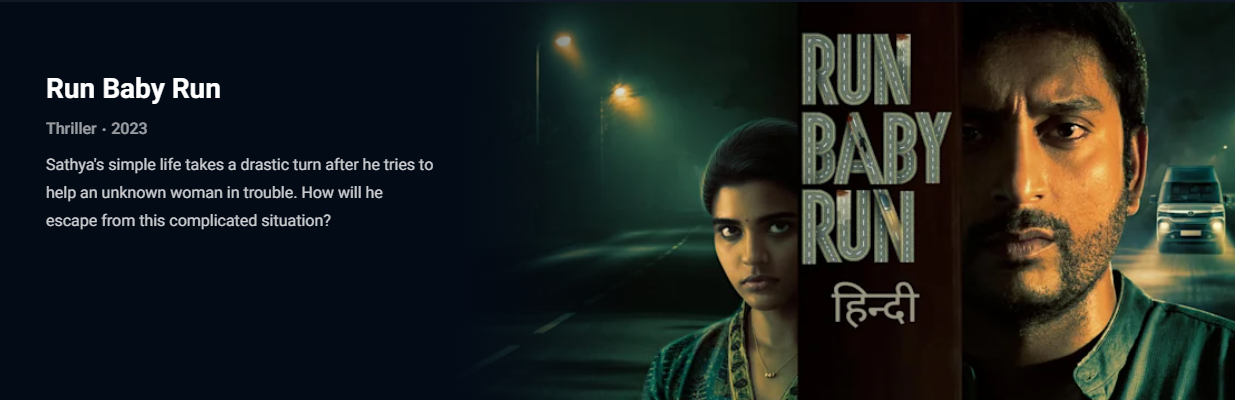 Run Baby Run
Thriller · 2023
Sathya's simple life takes a drastic turn after he tries to
help an unknown woman in trouble. How will he
escape from this complicated situation?
RUN
BABY
RUN
हिन्दी